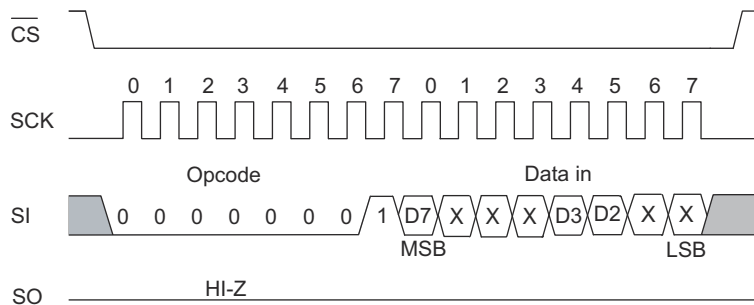 CS
0 1 2 3 4 5 6 7 0 1 2 3 4 5 6 7
SCK
Opcode Data in
SI 0 0 0 0 0 0 0 1 D7 X X X D3 D2 X X
MSB LSB
HI-Z
SO